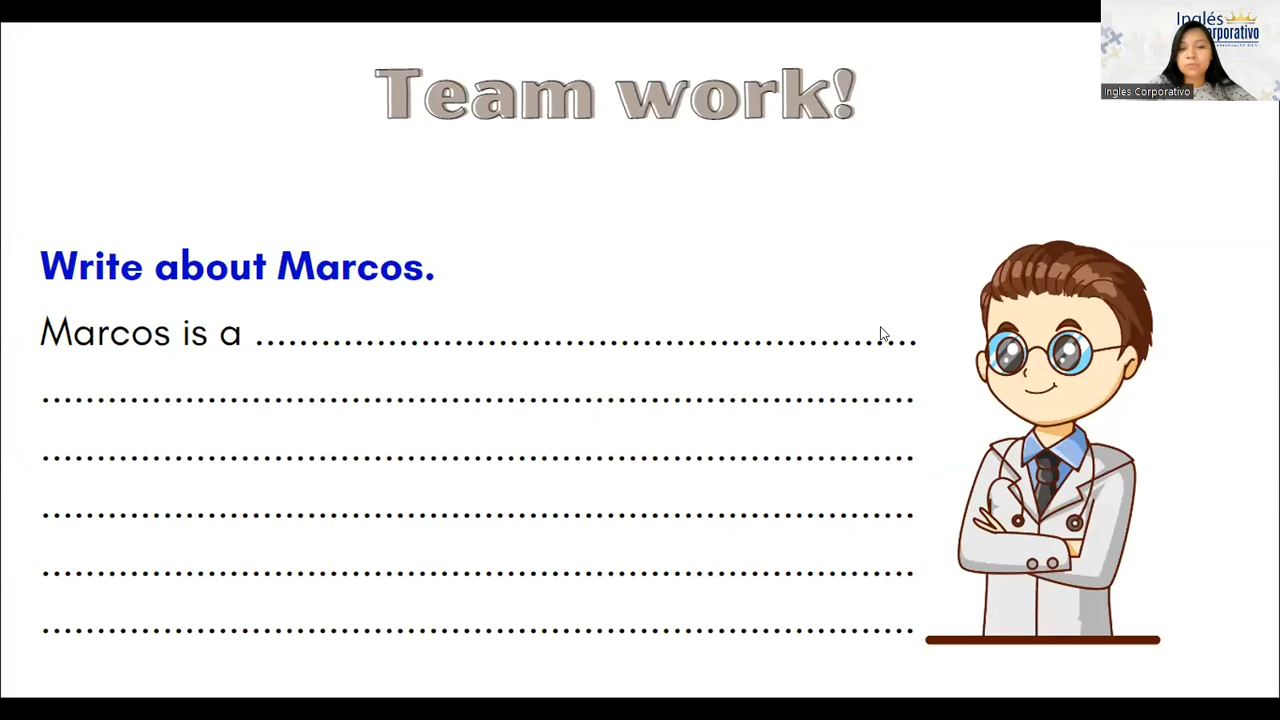 Team work!
Inglés
Corporativo
Ingles Corporativo
Write about Marcos.
Marcos is a ............................................................
................................................................................
................................................................................
................................................................................
................................................................................
................................................................................